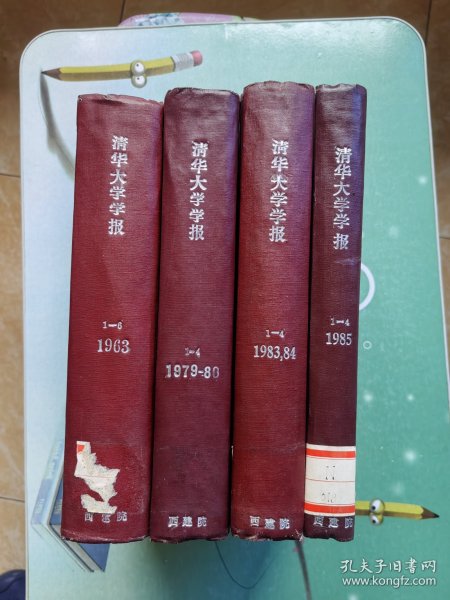 清华大学学报
1-6
1963
西建院
清华大学学报
1-4
1979-80
西建院
清华大学学报
1-4
1983,84
西建院
清华大学学报
1-4
1985
西建院
孔夫子旧书网
www.kongfz.com